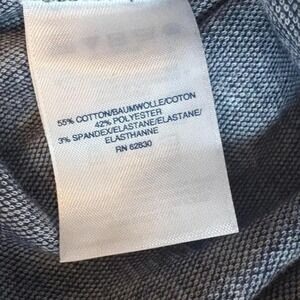 55% COTTON/BAUMWOLLE/COTON
42% POLYESTER
3% SPANDEX/ELASTANE/ELASTANE/
ELASTHANNE
RN 62830